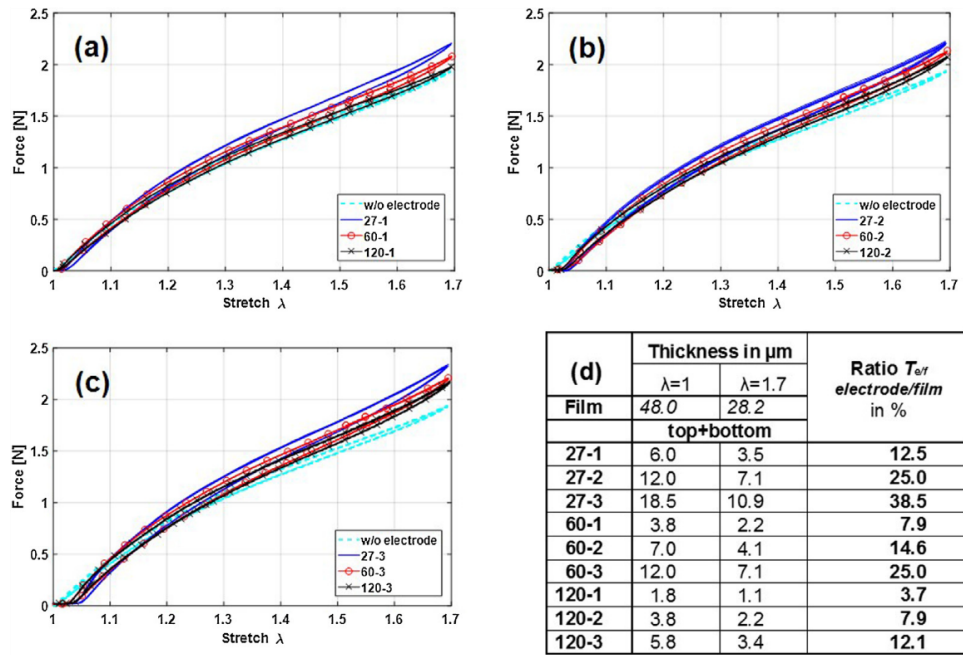 (a)
2.5
2
1.5
1
0.5
0
Force [N]
1 1.1 1.2 1.3 1.4 1.5 1.6 1.7
Stretch λ
w/o electrode
27-1
60-1
120-1
(b)
2.5
2
1.5
1
0.5
0
Force [N]
1 1.1 1.2 1.3 1.4 1.5 1.6 1.7
Stretch λ
w/o electrode
27-2
60-2
120-2
(c)
2.5
2
1.5
1
0.5
0
Force [N]
1 1.1 1.2 1.3 1.4 1.5 1.6 1.7
Stretch λ
w/o electrode
27-3
60-3
120-3
(d) Thickness in µm Ratio Te/f
λ=1 λ=1.7 electrode/film
Film 48.0 28.2 in %
top+bottom
27-1 6.0 3.5 12.5
27-2 12.0 7.1 25.0
27-3 18.5 10.9 38.5
60-1 3.8 2.2 7.9
60-2 7.0 4.1 14.6
60-3 12.0 7.1 25.0
120-1 1.8 1.1 3.7
120-2 3.8 2.2 7.9
120-3 5.8 3.4 12.1